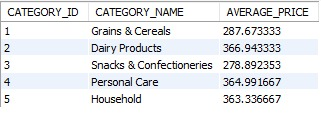 CATEGORY_ID CATEGORY_NAME AVERAGE_PRICE
1 Grains & Cereals 287.673333
2 Dairy Products 366.943333
3 Snacks & Confectioneries 278.892353
4 Personal Care 364.991667
5 Household 363.336667